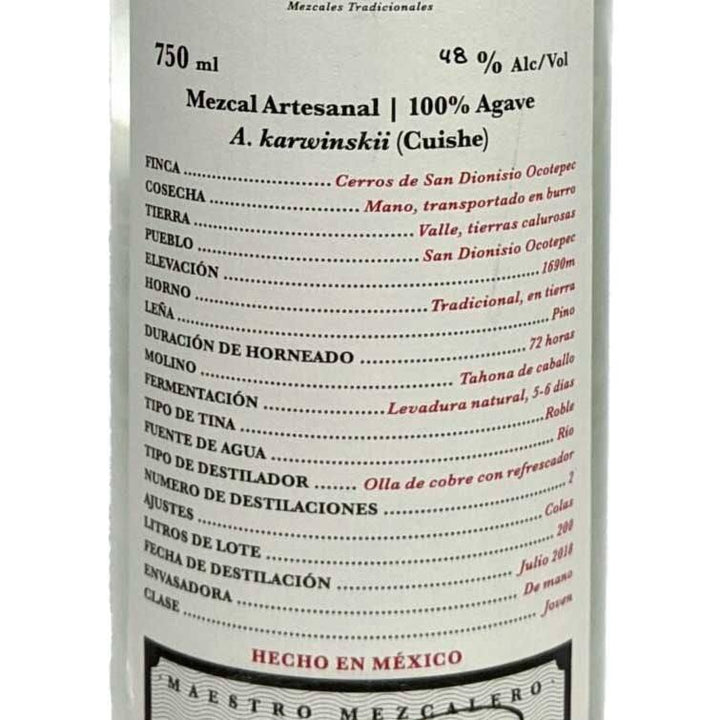 Mezcales Tradicionales
750 ml 48 % Alc/Vol
Mezcal Artesanal | 100% Agave
A. karwinskii (Cuishe)
FINCA Cerros de San Dionisio Ocotepec
COSECHA Mano, transportado en burro
TIERRA Valle, tierras calurosas
PUEBLO San Dionisio Ocotepec
ELEVACIÓN 1690m
HORNO Tradicional, en tierra
LEÑA Pino
DURACIÓN DE HORNEADO 72 horas
MOLINO Tahona de caballo
FERMENTACIÓN Levadura natural, 5-6 dias
TIPO DE TINA Roble
FUENTE DE AGUA Rio
TIPO DE DESTILADOR Olla de cobre con refrescador
NUMERO DE DESTILACIONES 2
AJUSTES Colas
LITROS DE LOTE 200
FECHA DE DESTILACIÓN Julio 2018
ENVASADORA De mano
CLASE Joven
HECHO EN MÉXICO
MAESTRO MEZCALERO